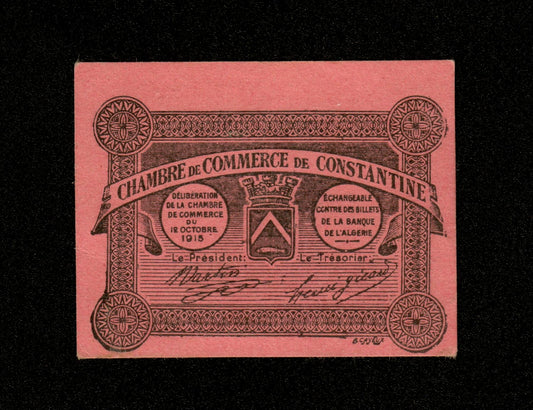 CHAMBRE DE COMMERCE DE CONSTANTINE
DÉLIBÉRATION
DE LA CHAMBRE
DE COMMERCE
DU
12 OCTOBRE
1915
ÉCHANGEABLE
CONTRE DES BILLETS
DE LA BANQUE
DE L'ALGÉRIE
Le Président: Le Trésorier: